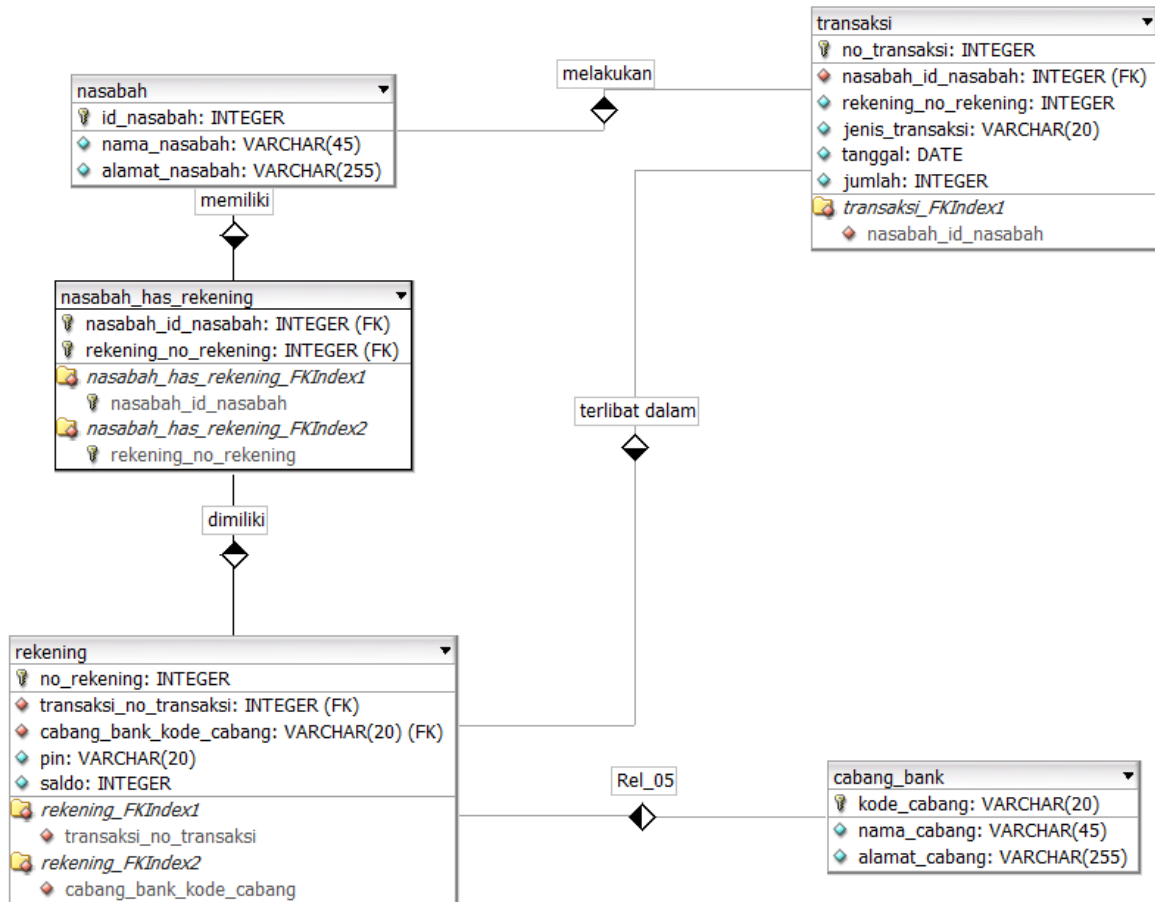 transaksi
no_transaksi: INTEGER
nasabah_id_nasabah: INTEGER (FK)
rekening_no_rekening: INTEGER
jenis_transaksi: VARCHAR(20)
tanggal: DATE
jumlah: INTEGER
transaksi_FKIndex1
nasabah_id_nasabah
melakukan
nasabah
id_nasabah: INTEGER
nama_nasabah: VARCHAR(45)
alamat_nasabah: VARCHAR(255)
memiliki
nasabah_has_rekening
nasabah_id_nasabah: INTEGER (FK)
rekening_no_rekening: INTEGER (FK)
nasabah_has_rekening_FKIndex1
nasabah_id_nasabah
nasabah_has_rekening_FKIndex2
rekening_no_rekening
terlibat dalam
dimiliki
rekening
no_rekening: INTEGER
transaksi_no_transaksi: INTEGER (FK)
cabang_bank_kode_cabang: VARCHAR(20) (FK)
pin: VARCHAR(20)
saldo: INTEGER
rekening_FKIndex1
transaksi_no_transaksi
rekening_FKIndex2
cabang_bank_kode_cabang
Rel_05
cabang_bank
kode_cabang: VARCHAR(20)
nama_cabang: VARCHAR(45)
alamat_cabang: VARCHAR(255)